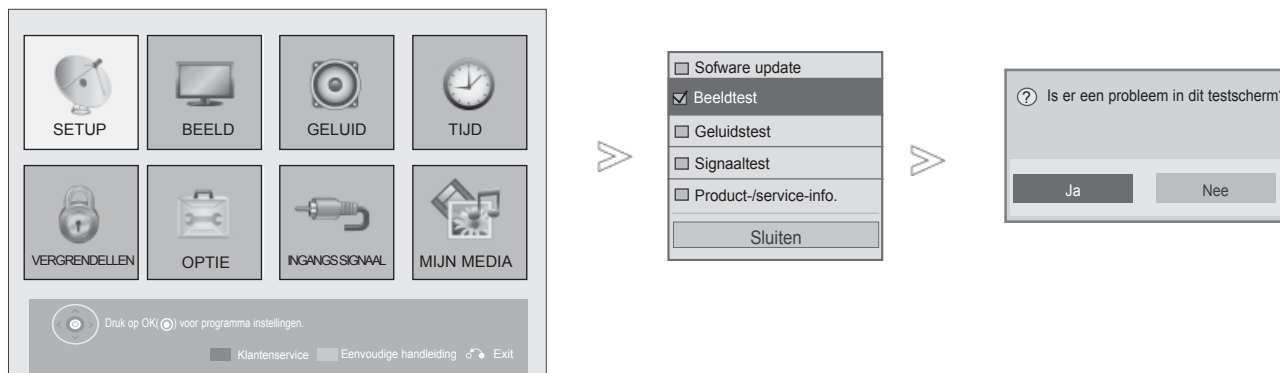 SETUP
BEELD
GELUID
TIJD
VERGRENDELLEN
OPTIE
INGANGSSIGNAAL
MIJN MEDIA
Druk op OK(◉) voor programma instellingen.
Klantenservice Eenvoudige handleiding Exit
Sofware update
Beeldtest
Geluidstest
Signaaltest
Product-/service-info.
Sluiten
? Is er een probleem in dit testscherm?
Ja Nee